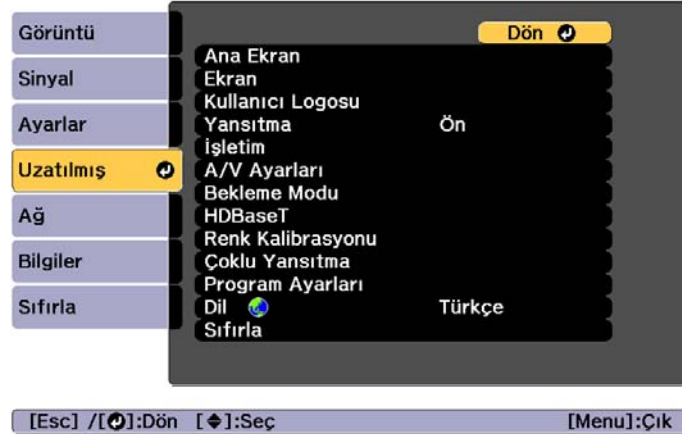 Görüntü
Sinyal
Ayarlar
Uzatılmış
Ağ
Bilgiler
Sıfırla
Dön
Ana Ekran
Ekran
Kullanıcı Logosu
Yansıtma Ön
İşletim
A/V Ayarları
Bekleme Modu
HDBaseT
Renk Kalibrasyonu
Çoklu Yansıtma
Program Ayarları
Dil Türkçe
Sıfırla
[Esc] /[⏎]:Dön [◆]:Seç [Menu]:Çık